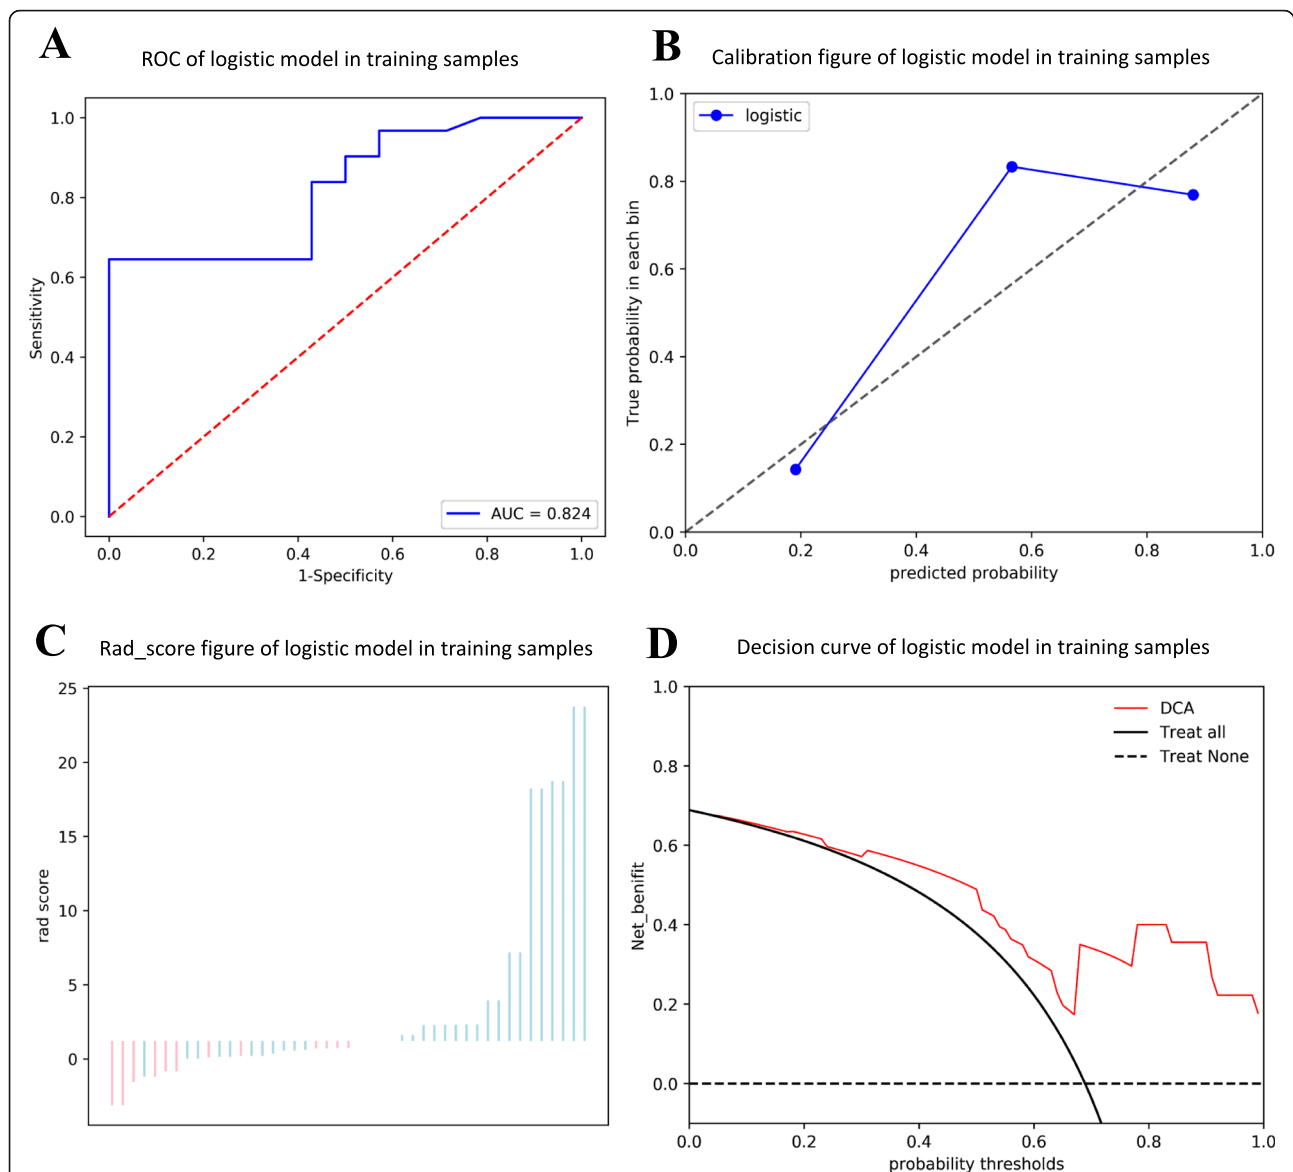 A
ROC of logistic model in training samples
1.0
0.8
0.6
0.4
0.2
0.0
Sensitivity
AUC = 0.824
0.0 0.2 0.4 0.6 0.8 1.0
1-Specificity
B
Calibration figure of logistic model in training samples
logistic
1.0
0.8
0.6
0.4
0.2
0.0
True probability in each bin
0.0 0.2 0.4 0.6 0.8 1.0
predicted probability
C
Rad_score figure of logistic model in training samples
25
20
15
10
5
0
rad score
D
Decision curve of logistic model in training samples
DCA
Treat all
Treat None
1.0
0.8
0.6
0.4
0.2
0.0
Net_benifit
0.0 0.2 0.4 0.6 0.8 1.0
probability thresholds